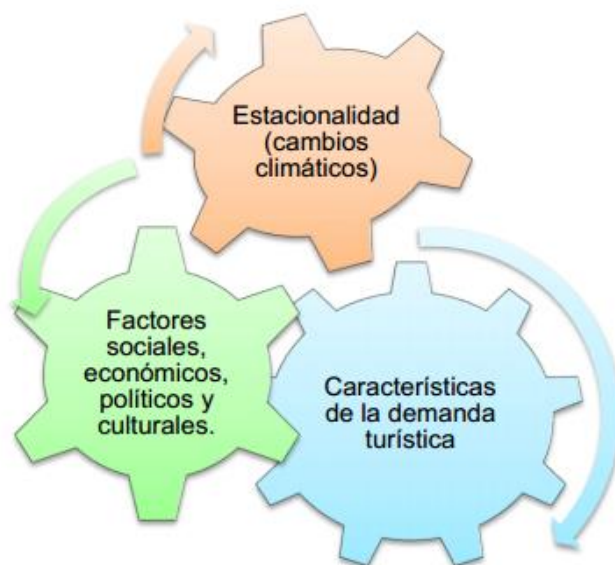 Estacionalidad
(cambios
climáticos)
Factores
sociales,
económicos,
políticos y
culturales.
Características
de la demanda
turística